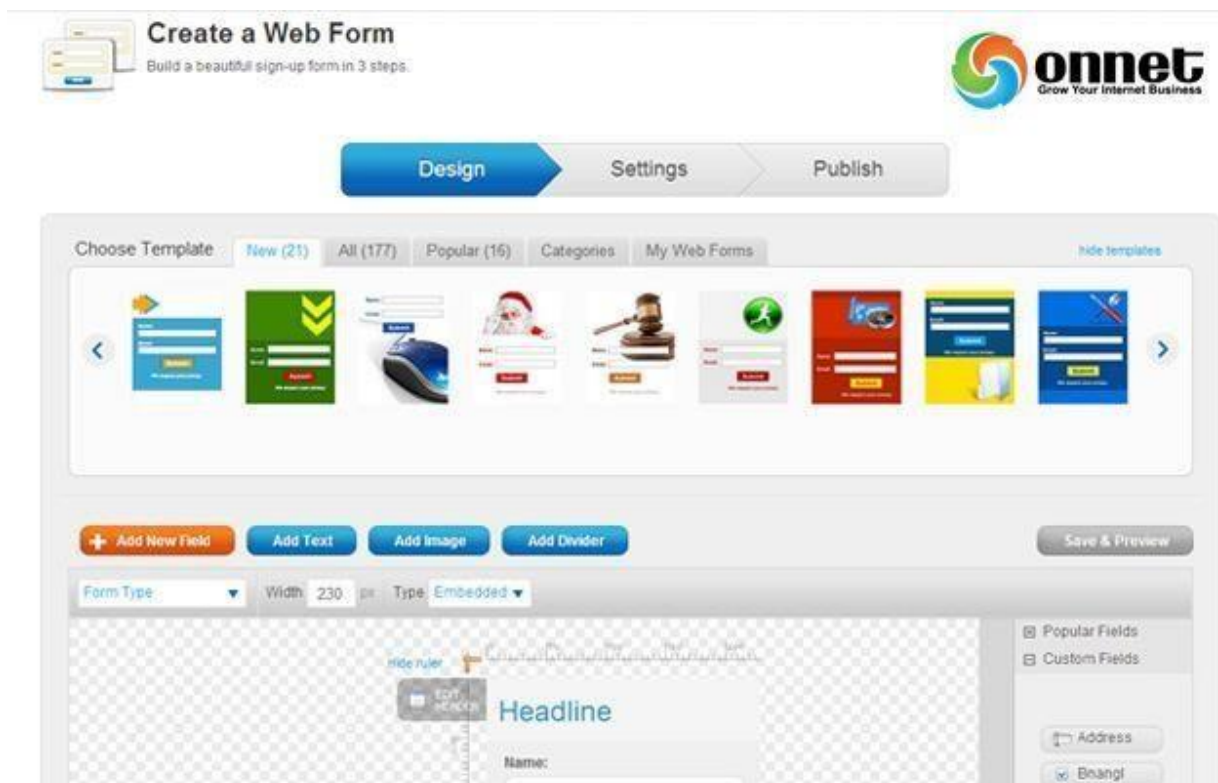 Create a Web Form
Build a beautiful sign-up form in 3 steps.
onnet
Grow Your Internet Business
Design Settings Publish
Choose Template New (21) All (177) Popular (16) Categories My Web Forms hide templates
Add New Field Add Text Add Image Add Divider Save & Preview
Form Type Width 230 px Type Embedded
Popular Fields
Custom Fields
hide ruler
EDIT
HEADER
Headline
Address
Name: